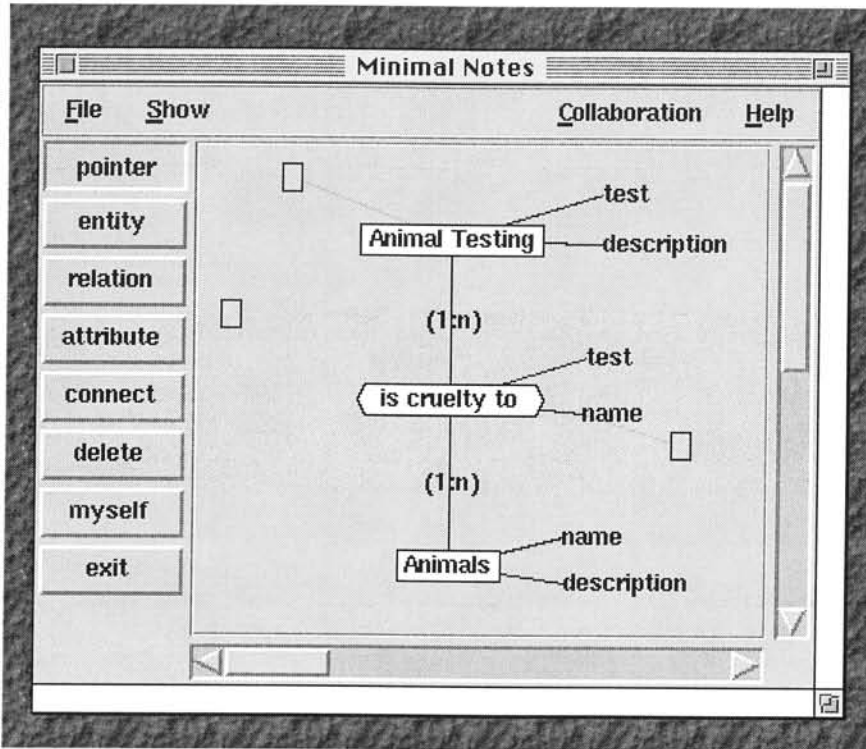 Minimal Notes
File Show Collaboration Help
pointer
entity
relation
attribute
connect
delete
myself
exit
test
Animal Testing
description
(1:n)
test
is cruelty to
name
(1:n)
name
Animals
description